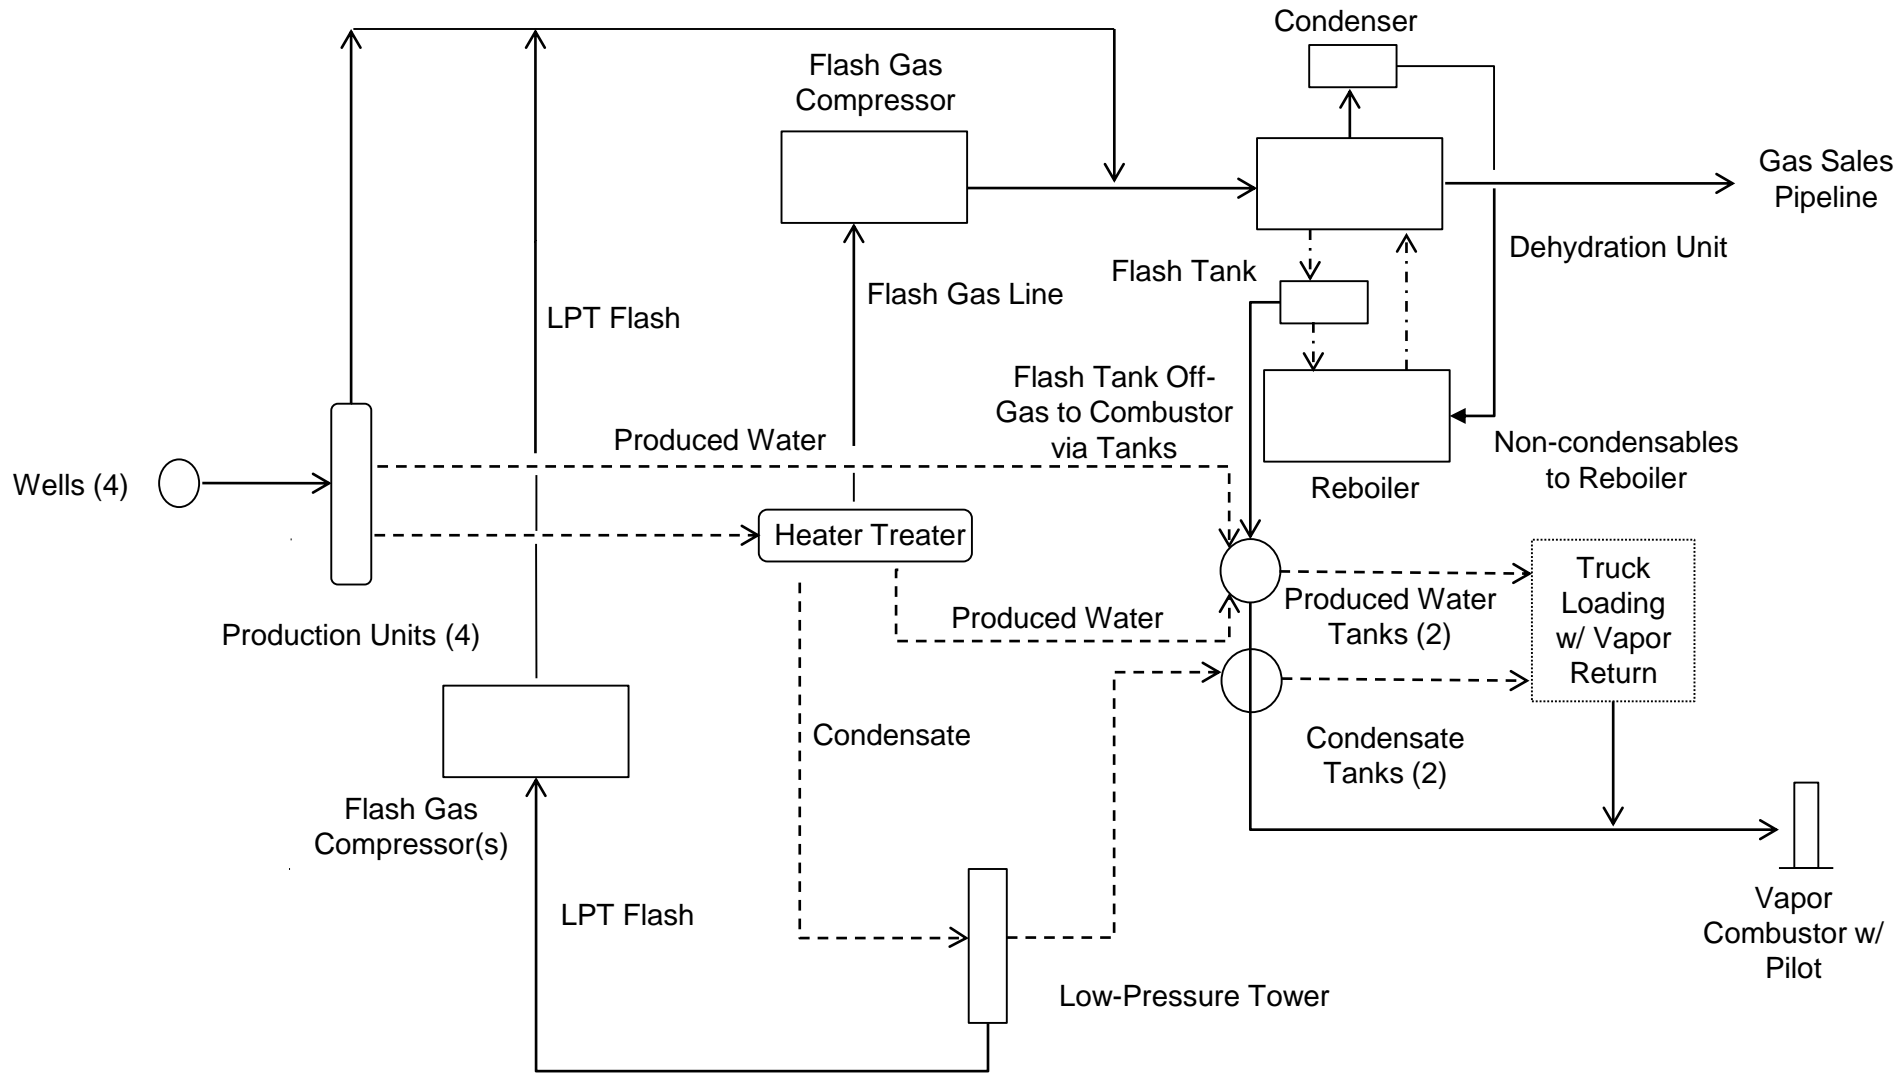 Condenser
Flash Gas
Compressor
Gas Sales
Pipeline
Dehydration Unit
Flash Tank
Flash Gas Line
LPT Flash
Flash Tank Off-
Gas to Combustor
via Tanks
Produced Water
Non-condensables
to Reboiler
Wells (4)
Reboiler
Heater Treater
Truck
Loading
w/ Vapor
Return
Produced Water
Tanks (2)
Produced Water
Production Units (4)
Condensate
Condensate
Tanks (2)
Flash Gas
Compressor(s)
LPT Flash
Vapor
Combustor w/
Pilot
Low-Pressure Tower